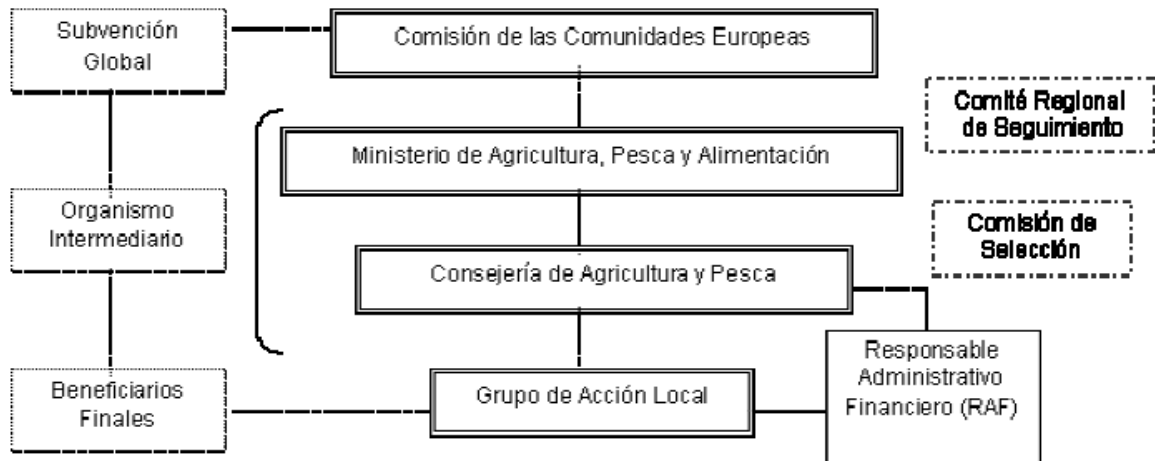 Subvención
Global
Comisión de las Comunidades Europeas
Comité Regional
de Seguimiento
Ministerio de Agricultura, Pesca y Alimentación
Organismo
Intermediario
Comisión de
Selección
Consejería de Agricultura y Pesca
Responsable
Administrativo
Financiero (RAF)
Beneficiarios
Finales
Grupo de Acción Local